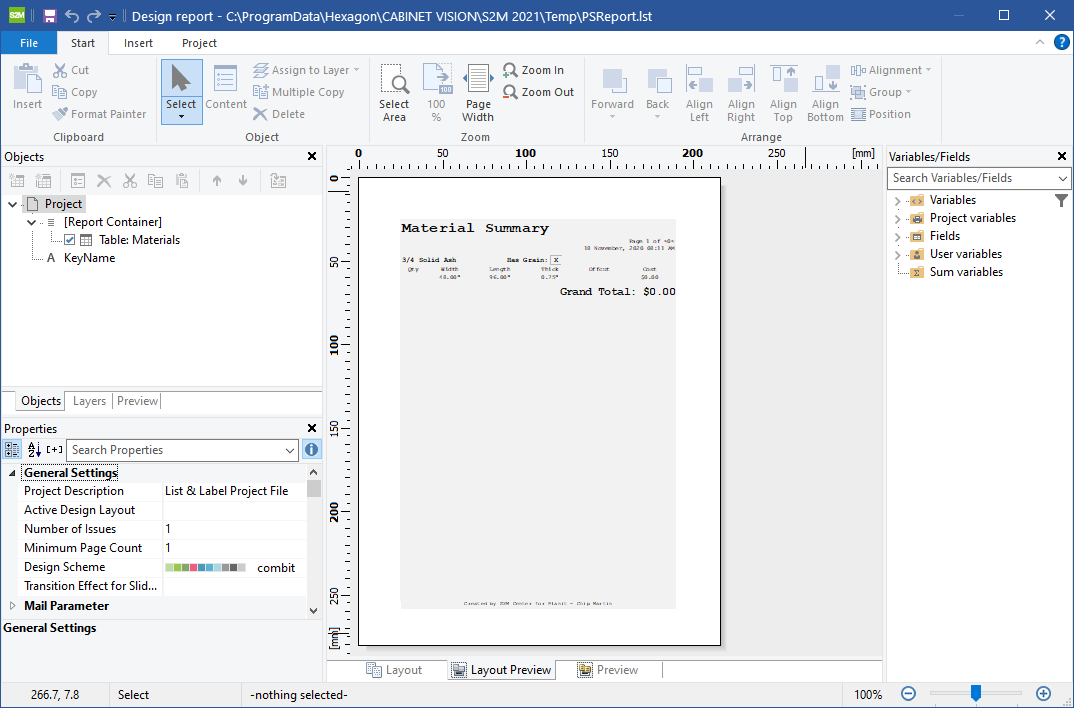 S2M Design report - C:\ProgramData\Hexagon\CABINET VISION\S2M 2021\Temp\PSReport.lst
File Start Insert Project
Insert Cut Copy Format Painter
Clipboard
Select Content Assign to Layer Multiple Copy Delete
Object
Select Area 100 % Page Width Zoom In Zoom Out
Zoom
Forward Back Align Left Align Right Align Top Align Bottom Alignment Group Position
Arrange
Objects
Project
[Report Container]
Table: Materials
A KeyName
Objects Layers Preview
Properties
Search Properties
General Settings
Project Description List & Label Project File
Active Design Layout
Number of Issues 1
Minimum Page Count 1
Design Scheme combit
Transition Effect for Slid...
Mail Parameter
General Settings
0 50 100 150 200 250 [mm]
0
50
100
150
200
250
[mm]
Material Summary
Page 1 of
10 November, 2020 08:11 AM
3/4 Solid Ash Has Grain: X
Qty Width Length Thick Offcut Cost
48.00" 96.00" 0.75" $0.00
Grand Total: $0.00
Created by S2M Center for Planit - Chip Martin
Layout Layout Preview Preview
Variables/Fields
Search Variables/Fields
Variables
Project variables
Fields
User variables
Sum variables
266.7, 7.8 Select -nothing selected- 100%